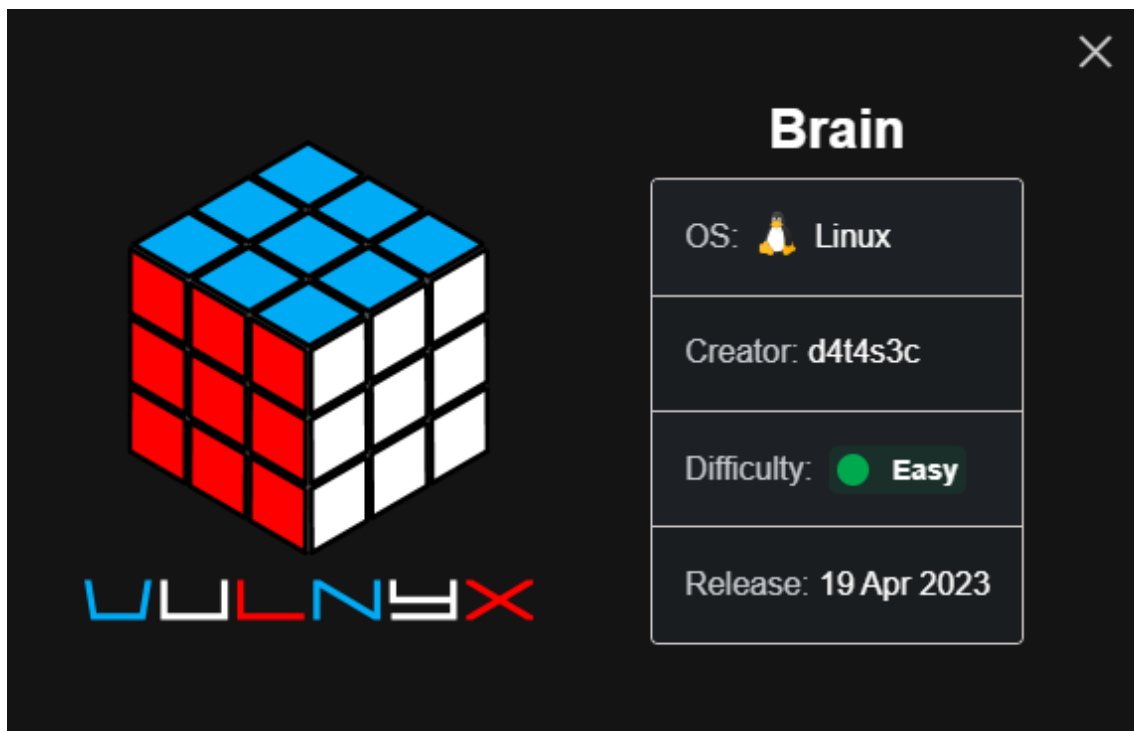 Brain
OS: Linux
Creator: d4t4s3c
Difficulty: Easy
Release: 19 Apr 2023
VULNYX